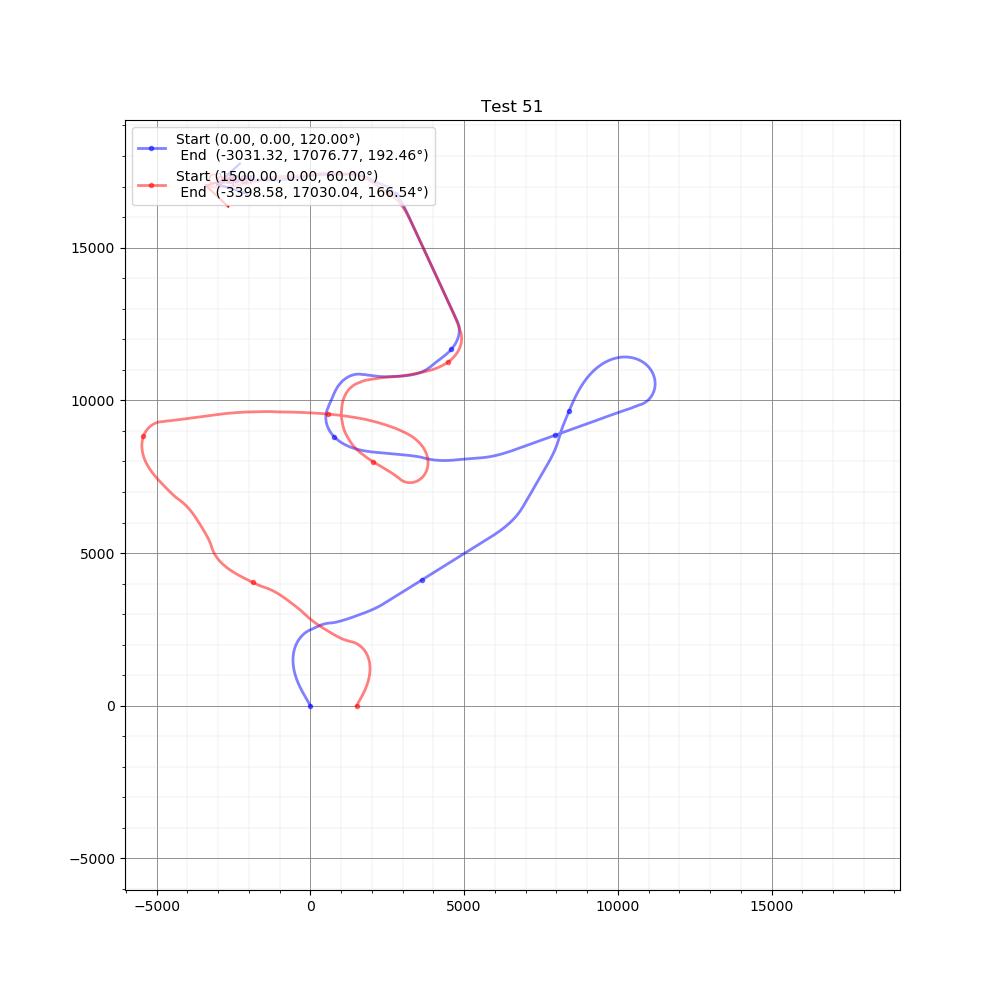 Test 51
Start (0.00, 0.00, 120.00°)
End (-3031.32, 17076.77, 192.46°)
Start (1500.00, 0.00, 60.00°)
End (-3398.58, 17030.04, 166.54°)
15000
10000
5000
0
−5000
−5000 0 5000 10000 15000